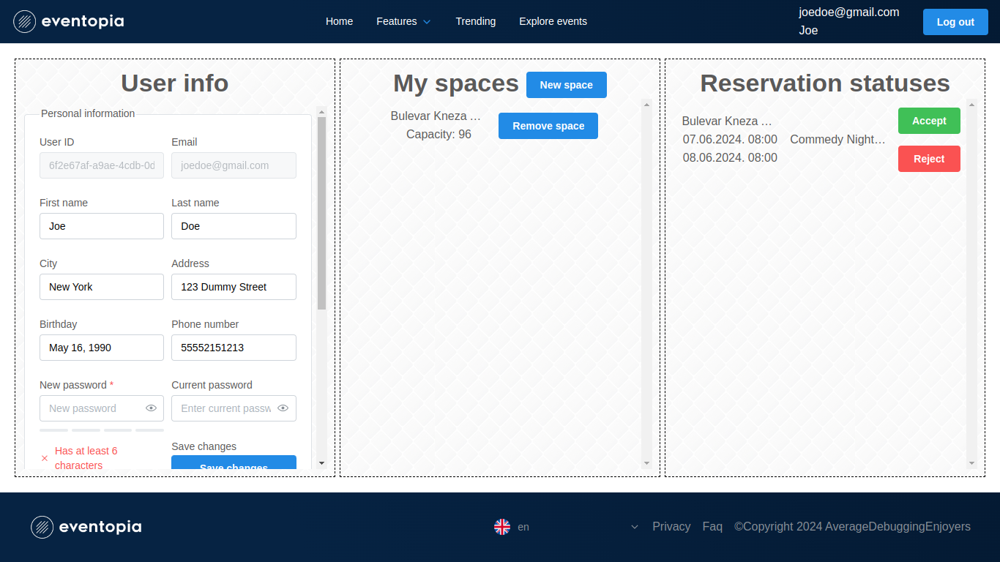 eventopia
Home
Features
Trending
Explore events
joedoe@gmail.com
Joe
Log out
User info
Personal information
User ID
Email
6f2e67af-a9ae-4cdb-0d
joedoe@gmail.com
First name
Last name
Joe
Doe
City
Address
New York
123 Dummy Street
Birthday
Phone number
May 16, 1990
55552151213
New password *
Current password
New password
Enter current passw
Has at least 6
characters
Save changes
Save changes
My spaces
New space
Bulevar Kneza …
Capacity: 96
Remove space
Reservation statuses
Bulevar Kneza …
07.06.2024. 08:00
08.06.2024. 08:00
Commedy Night…
Accept
Reject
eventopia
en
Privacy
Faq
©Copyright 2024 AverageDebuggingEnjoyers